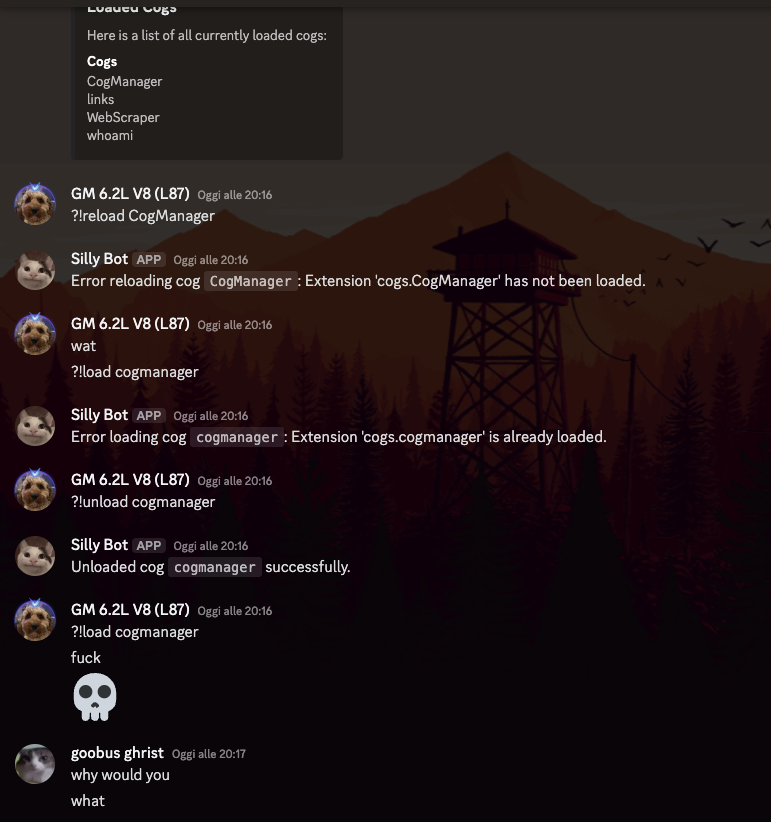 Loaded Cogs
Here is a list of all currently loaded cogs:
Cogs
CogManager
links
WebScraper
whoami
GM 6.2L V8 (L87) Oggi alle 20:16
?!reload CogManager
Silly Bot APP Oggi alle 20:16
Error reloading cog CogManager: Extension 'cogs.CogManager' has not been loaded.
GM 6.2L V8 (L87) Oggi alle 20:16
wat
?!load cogmanager
Silly Bot APP Oggi alle 20:16
Error loading cog cogmanager: Extension 'cogs.cogmanager' is already loaded.
GM 6.2L V8 (L87) Oggi alle 20:16
?!unload cogmanager
Silly Bot APP Oggi alle 20:16
Unloaded cog cogmanager successfully.
GM 6.2L V8 (L87) Oggi alle 20:16
?!load cogmanager
fuck
goobus ghrist Oggi alle 20:17
why would you
what